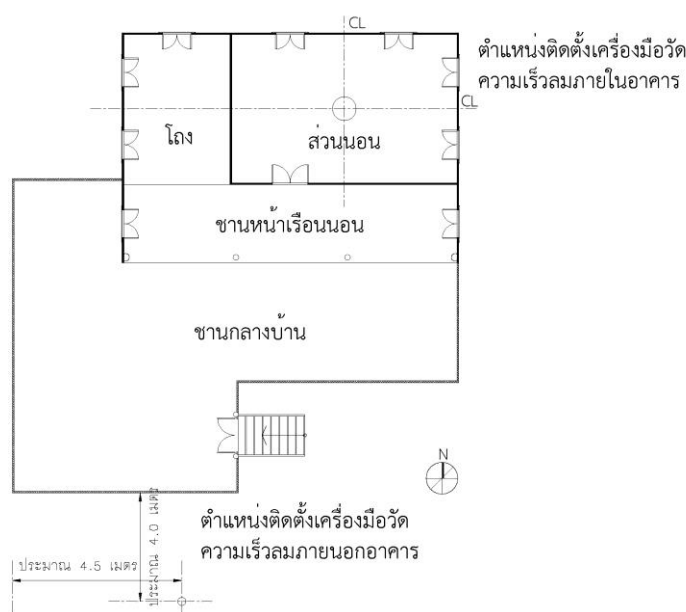 CL
ตำแหน่งติดตั้งเครื่องมือวัด
ความเร็วลมภายในอาคาร
CL
โถง
ส่วนนอน
ชานหน้าเรือนนอน
ชานกลางบ้าน
N
ตำแหน่งติดตั้งเครื่องมือวัด
ความเร็วลมภายนอกอาคาร
ประมาณ 4.0 เมตร
ประมาณ 4.5 เมตร